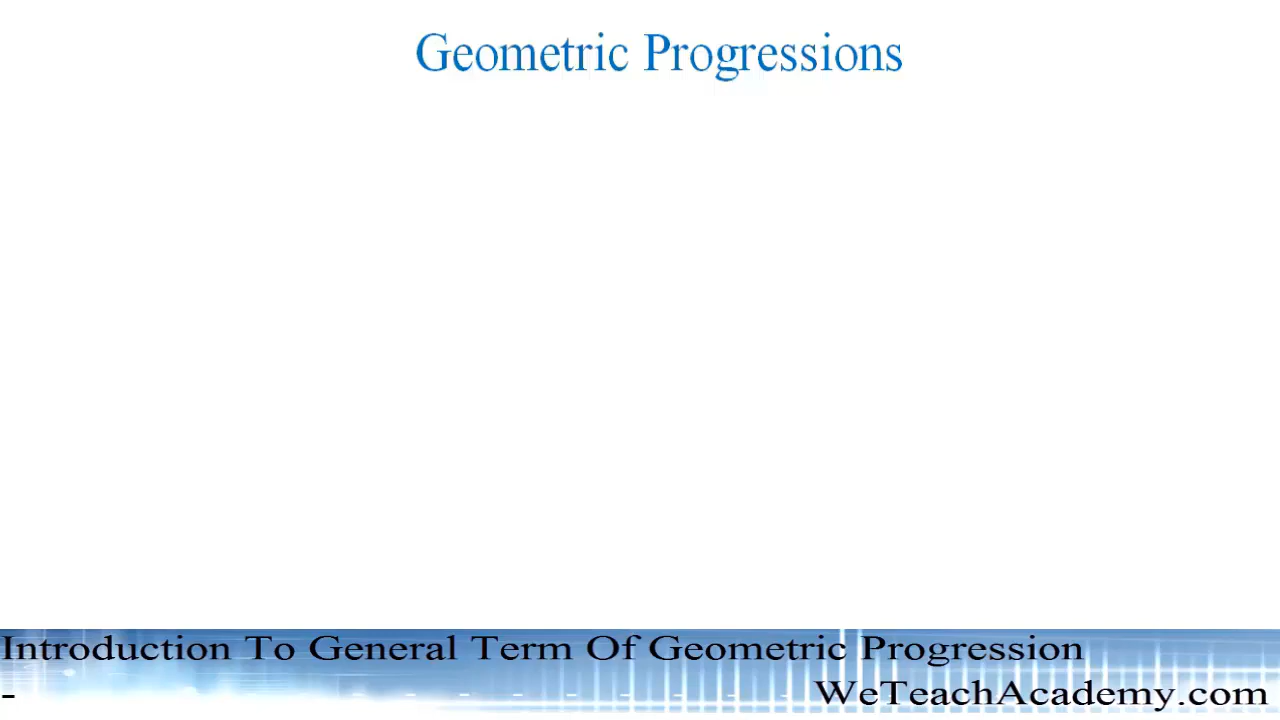 Geometric Progressions
Introduction To General Term Of Geometric Progression
- WeTeachAcademy.com